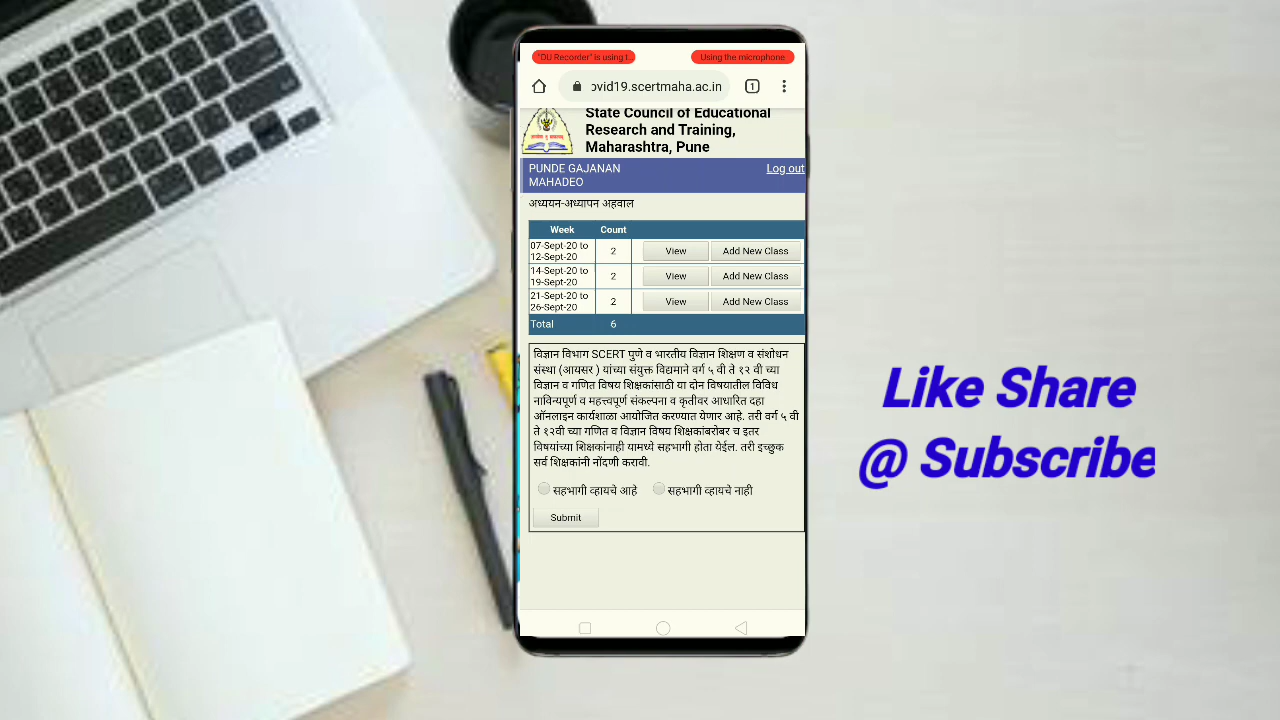 "DU Recorder" is using t..
Using the microphone
ovid19.scertmaha.ac.in
1
State Council of Educational
Research and Training,
Maharashtra, Pune
PUNDE GAJANAN
MAHADEO
Log out
अध्ययन-अध्यापन अहवाल
Week Count
07-Sept-20 to
12-Sept-20
2 View Add New Class
14-Sept-20 to
19-Sept-20
2 View Add New Class
21-Sept-20 to
26-Sept-20
2 View Add New Class
Total 6
विज्ञान विभाग SCERT पुणे व भारतीय विज्ञान शिक्षण व संशोधन
संस्था (आयसर ) यांच्या संयुक्त विद्यमाने वर्ग ५ वी ते १२ वी च्या
विज्ञान व गणित विषय शिक्षकांसाठी या दोन विषयातील विविध
नाविन्यपूर्ण व महत्त्वपूर्ण संकल्पना व कृतीवर आधारित दहा
ऑनलाइन कार्यशाळा आयोजित करण्यात येणार आहे. तरी वर्ग ५ वी
ते १२वी च्या गणित व विज्ञान विषय शिक्षकांबरोबर च इतर
विषयांच्या शिक्षकांनाही यामध्ये सहभागी होता येईल. तरी इच्छुक
सर्व शिक्षकांनी नोंदणी करावी.
सहभागी व्हायचे आहे सहभागी व्हायचे नाही
Submit
Like Share
@ Subscribe